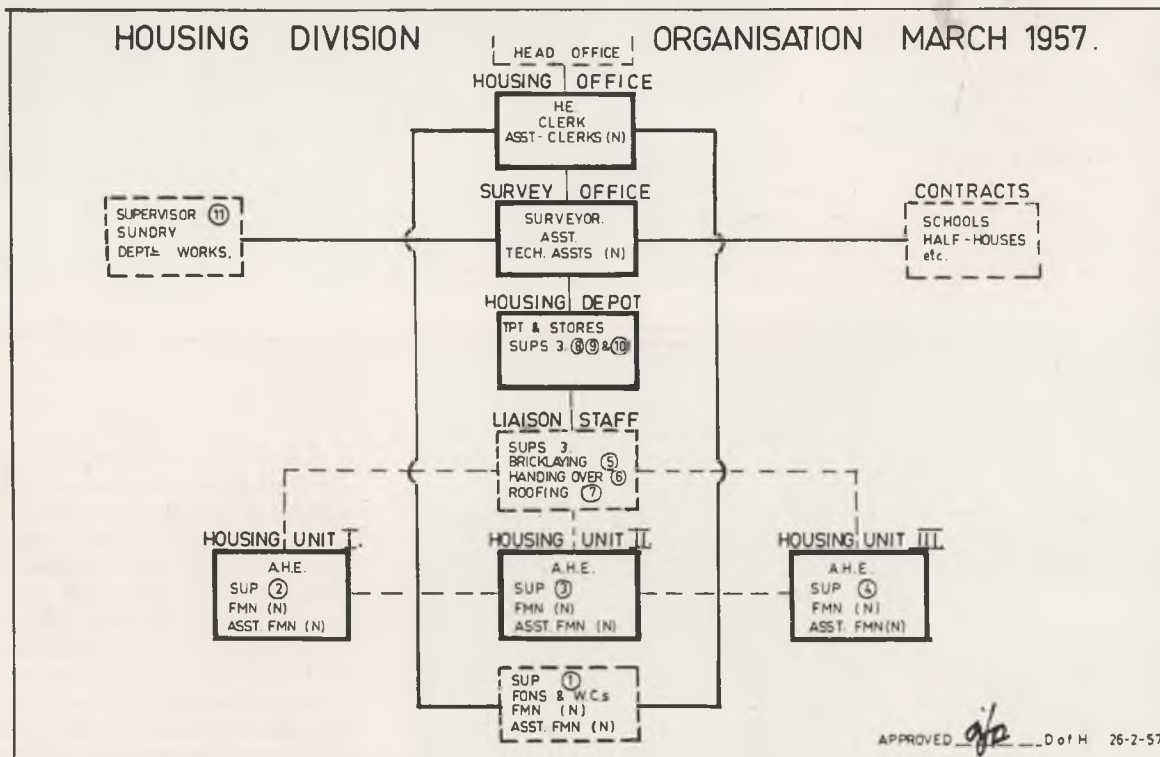 HOUSING DIVISION ORGANISATION MARCH 1957.
HEAD OFFICE
HOUSING OFFICE
H.E.
CLERK
ASST-CLERKS (N)
SURVEY OFFICE
SURVEYOR.
ASST.
TECH. ASSTS (N)
SUPERVISOR 11
SUNDRY
DEPTL WORKS.
CONTRACTS
SCHOOLS
HALF-HOUSES
etc.
HOUSING DEPOT
TPT & STORES
SUPS 3. 8 9 & 10
LIAISON STAFF
SUPS 3.
BRICKLAYING 5
HANDING OVER 6
ROOFING 7
HOUSING UNIT I.
A.H.E.
SUP 2
FMN (N)
ASST. FMN (N)
HOUSING UNIT II.
A.H.E.
SUP 3
FMN (N)
ASST. FMN (N)
HOUSING UNIT III.
A.H.E.
SUP 4
FMN (N)
ASST. FMN(N)
SUP 1
FONS & W.C.s
FMN (N)
ASST. FMN (N)
APPROVED D of H 26-2-57